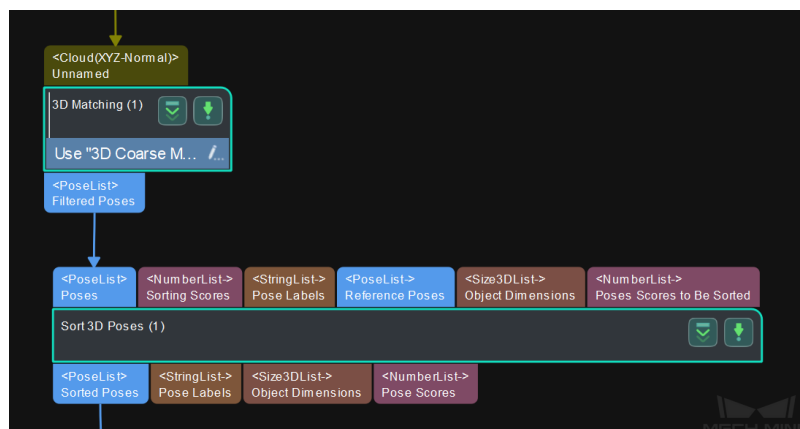 <Cloud(XYZ-Normal)>
Unnamed
3D Matching (1)
Use "3D Coarse M... ...
<PoseList>
Filtered Poses
<PoseList> <NumberList-> <StringList-> <PoseList-> <Size3DList-> <NumberList->
Poses Sorting Scores Pose Labels Reference Poses Object Dimensions Poses Scores to Be Sorted
Sort 3D Poses (1)
<PoseList> <StringList-> <Size3DList-> <NumberList->
Sorted Poses Pose Labels Object Dimensions Pose Scores